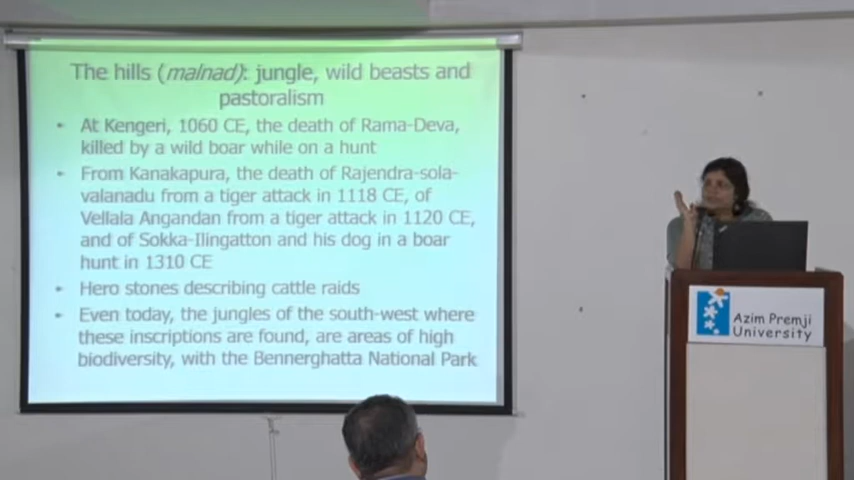 The hills (malnad): jungle, wild beasts and
pastoralism
• At Kengeri, 1060 CE, the death of Rama-Deva,
killed by a wild boar while on a hunt
• From Kanakapura, the death of Rajendra-sola-
valanadu from a tiger attack in 1118 CE, of
Vellala Angandan from a tiger attack in 1120 CE,
and of Sokka-Ilingatton and his dog in a boar
hunt in 1310 CE
• Hero stones describing cattle raids
• Even today, the jungles of the south-west where
these inscriptions are found, are areas of high
biodiversity, with the Bennerghatta National Park
Azim Premji
University